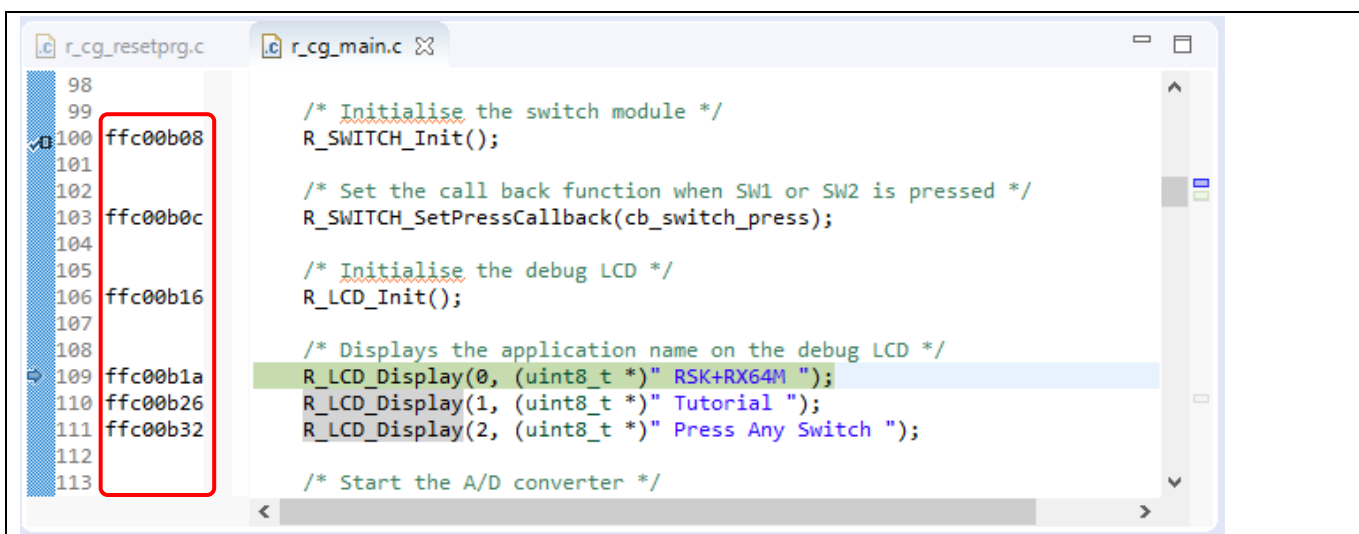 r_cg_resetprg.c r_cg_main.c
98
99 /* Initialise the switch module */
100 ffc00b08 R_SWITCH_Init();
101
102 /* Set the call back function when SW1 or SW2 is pressed */
103 ffc00b0c R_SWITCH_SetPressCallback(cb_switch_press);
104
105 /* Initialise the debug LCD */
106 ffc00b16 R_LCD_Init();
107
108 /* Displays the application name on the debug LCD */
109 ffc00b1a R_LCD_Display(0, (uint8_t *)" RSK+RX64M ");
110 ffc00b26 R_LCD_Display(1, (uint8_t *)" Tutorial ");
111 ffc00b32 R_LCD_Display(2, (uint8_t *)" Press Any Switch ");
112
113 /* Start the A/D converter */